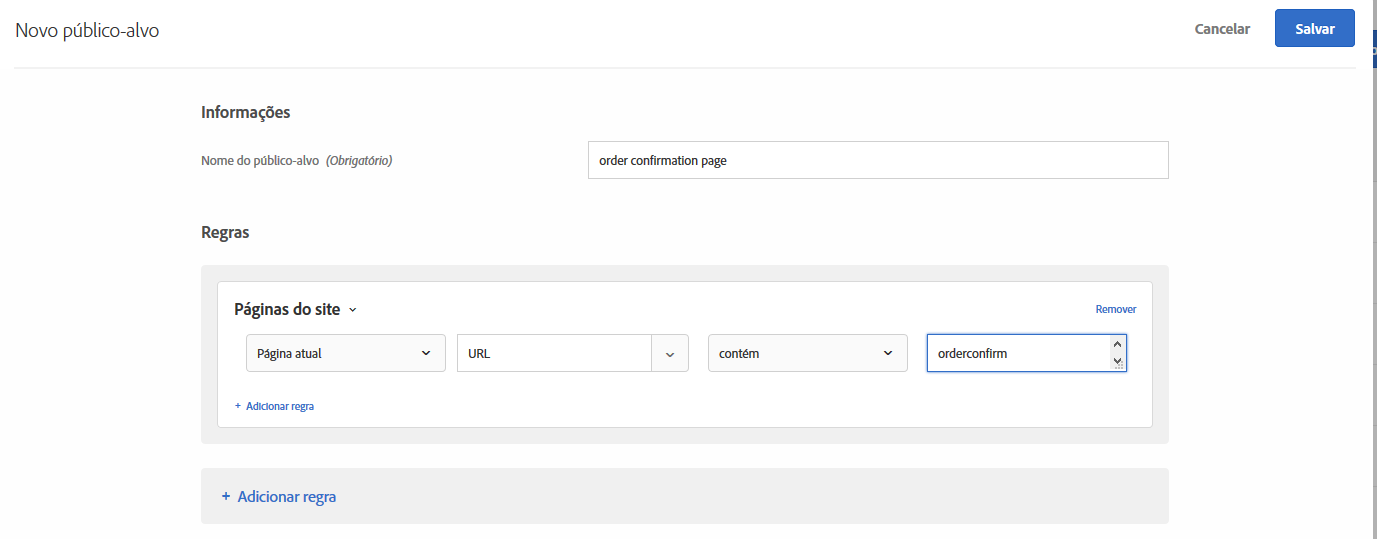 Novo público-alvo
Cancelar
Salvar
Informações
Nome do público-alvo (Obrigatório)
order confirmation page
Regras
Páginas do site
Remover
Página atual
URL
contém
orderconfirm
+ Adicionar regra
+ Adicionar regra